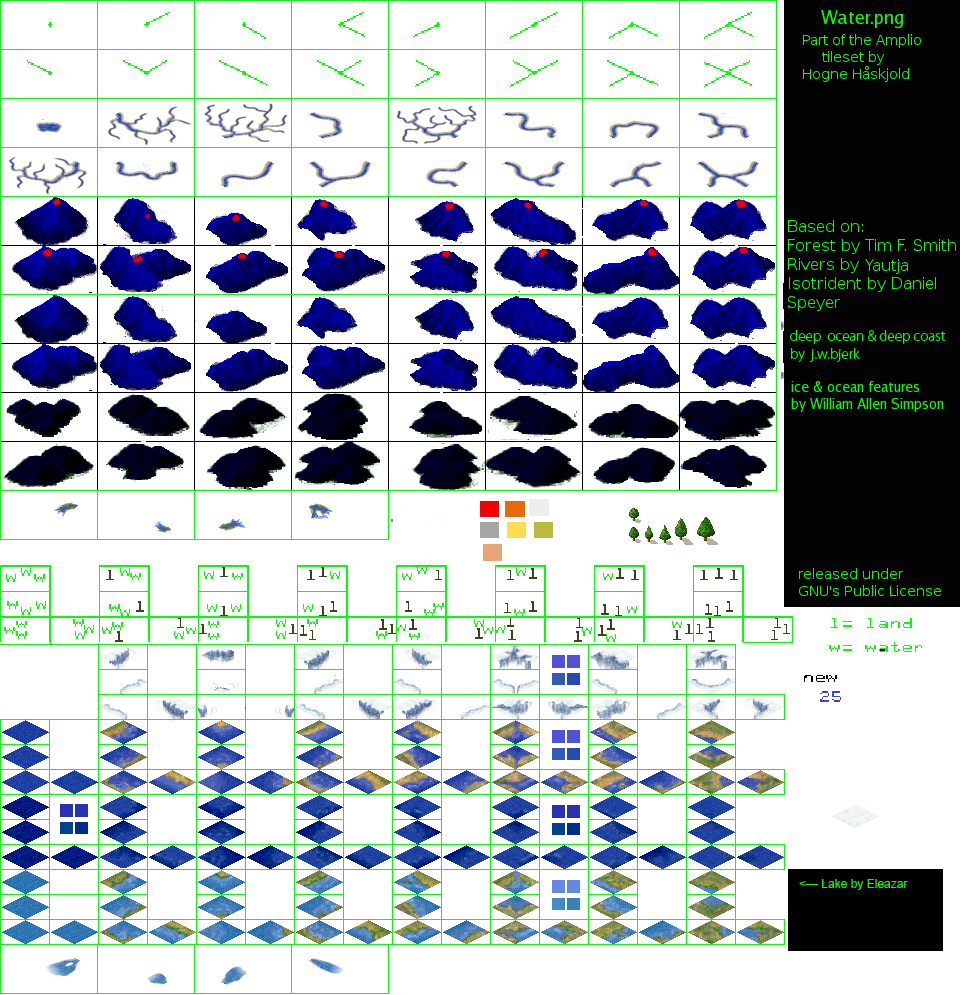 Water.png
Part of the Amplio
tileset by
Hogne Håskjold
Based on:
Forest by Tim F. Smith
Rivers by Yautja
Isotrident by Daniel
Speyer
deep ocean & deep coast
by j.w.bjerk
ice & ocean features
by William Allen Simpson
released under
GNU's Public License
l= land
w= water
new
25
<— Lake by Eleazar
w w w l w w w l w l l w w w l l w l w l l l l l
w w w w w l w l w w l l l w w l w l l l w l l l